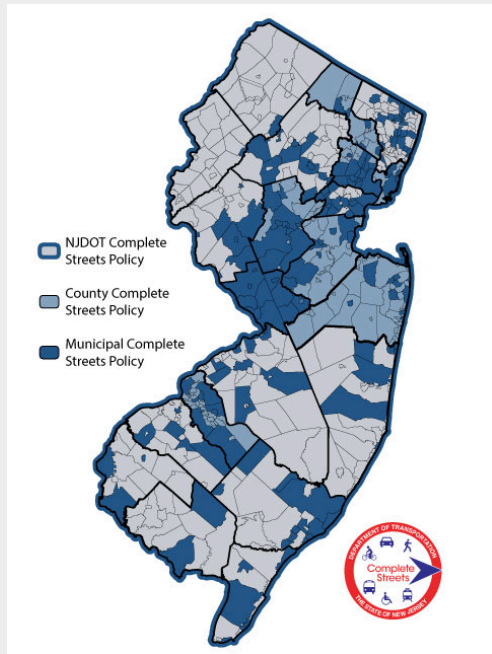 NJDOT Complete
Streets Policy
County Complete
Streets Policy
Municipal Complete
Streets Policy
DEPARTMENT OF TRANSPORTATION
Complete
Streets
THE STATE OF NEW JERSEY